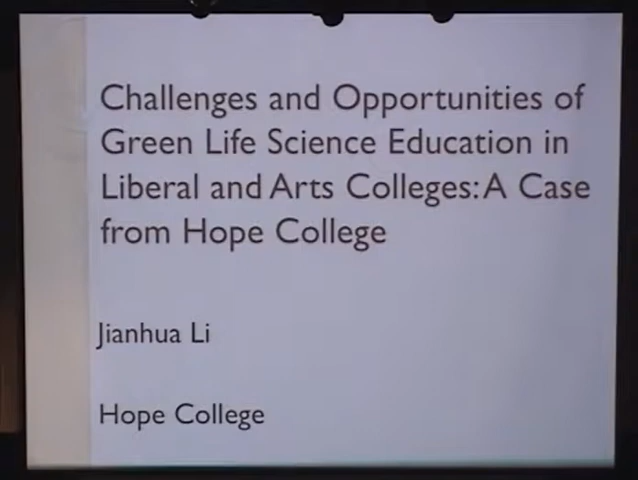 Challenges and Opportunities of
Green Life Science Education in
Liberal and Arts Colleges: A Case
from Hope College
Jianhua Li
Hope College